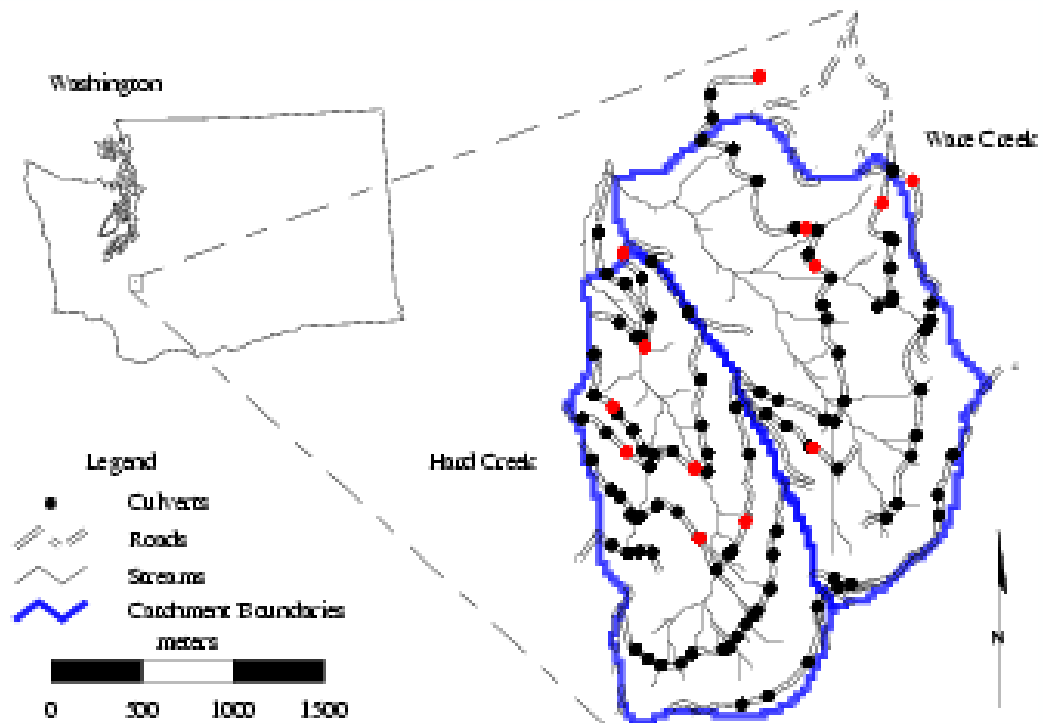 Washington
Ware Creek
Hard Creek
Legend
Culverts
Roads
Streams
Catchment Boundaries
meters
0 500 1000 1500
N